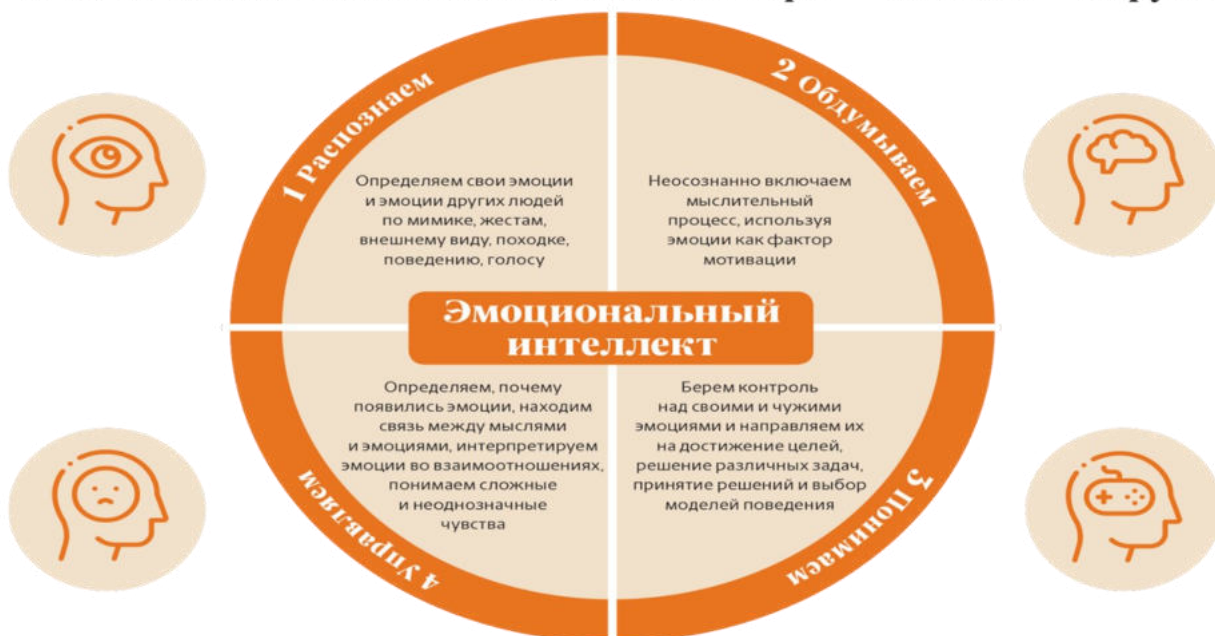 1 Распознаем
Определяем свои эмоции
и эмоции других людей
по мимике, жестам,
внешнему виду, походке,
поведению, голосу
2 Обдумываем
Неосознанно включаем
мыслительный
процесс, используя
эмоции как фактор
мотивации
Эмоциональный
интеллект
Определяем, почему
появились эмоции, находим
связь между мыслями
и эмоциями, интерпретируем
эмоции во взаимоотношениях,
понимаем сложные
и неоднозначные
чувства
4 Управляем
Берем контроль
над своими и чужими
эмоциями и направляем их
на достижение целей,
решение различных задач,
принятие решений и выбор
моделей поведения
3 Понимаем